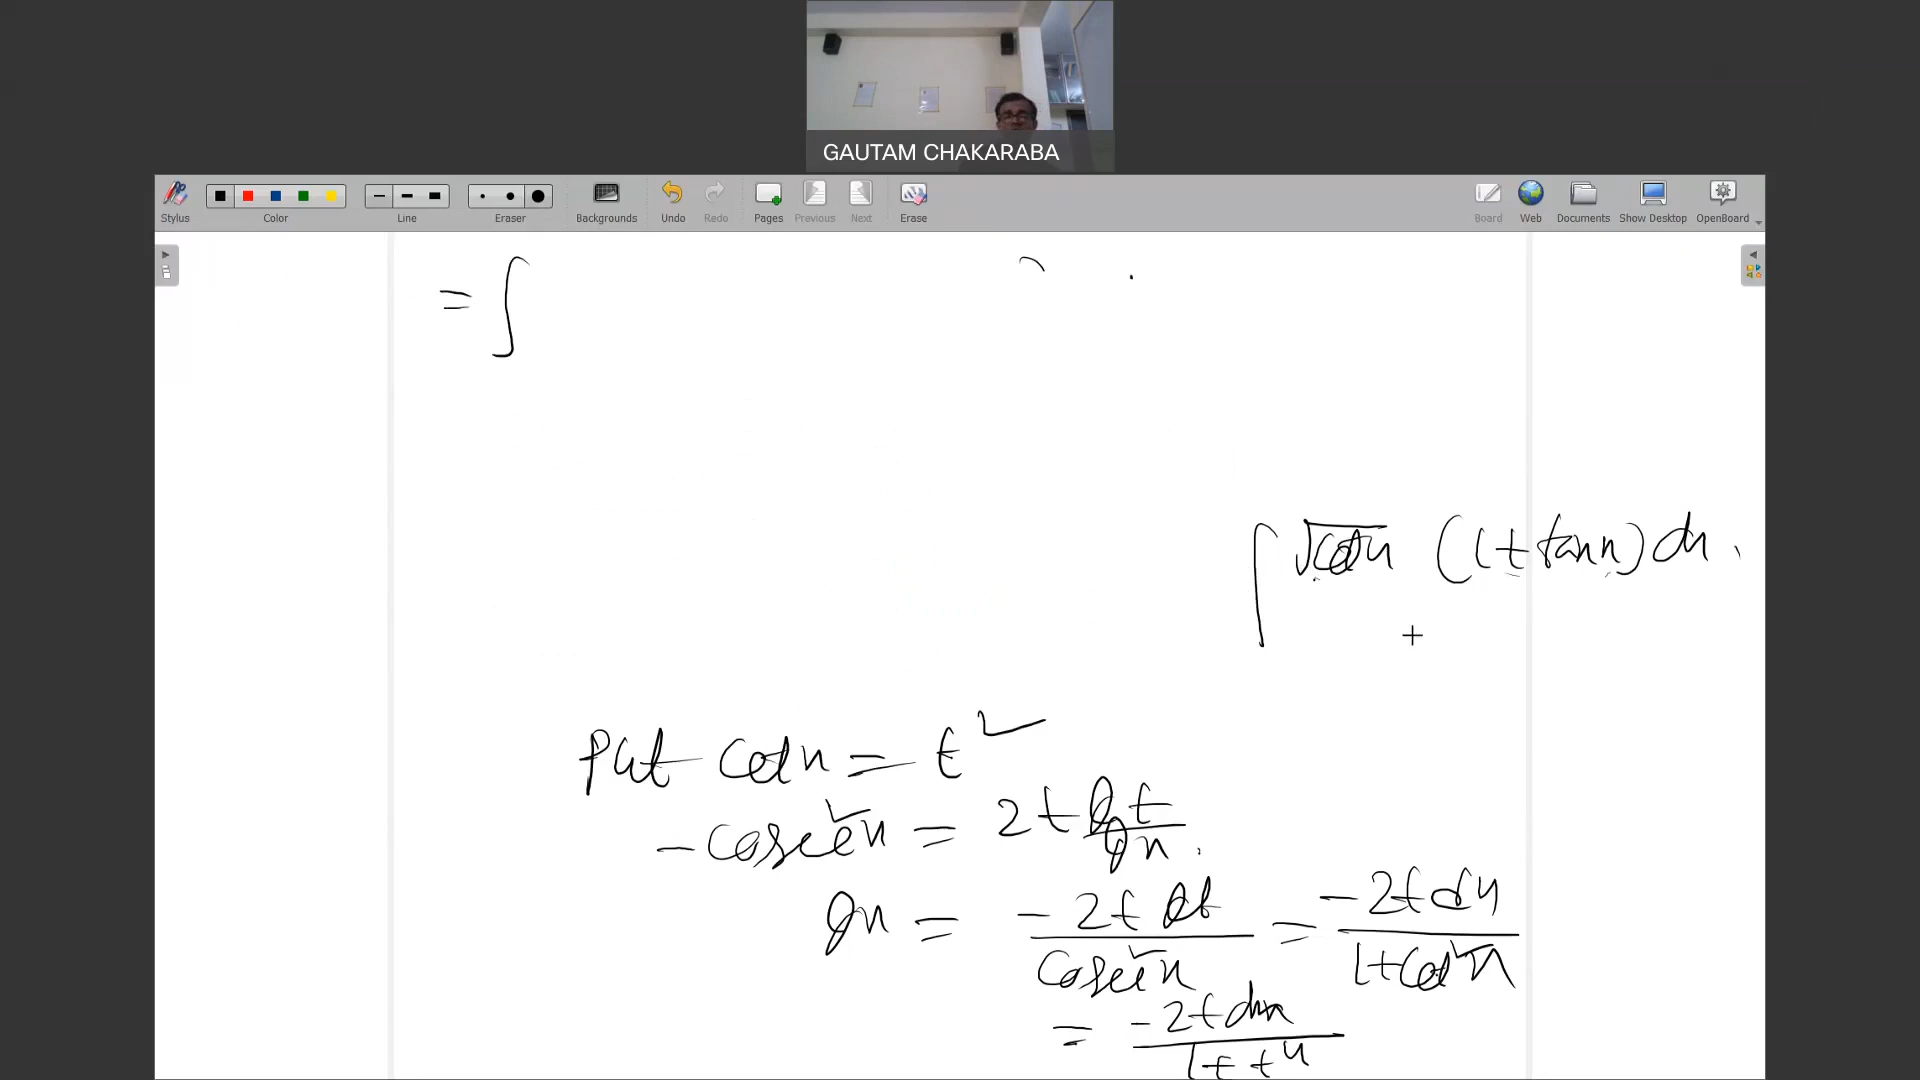 GAUTAM CHAKARABA
Stylus Color Line Eraser Backgrounds Undo Redo Pages Previous Next Erase Board Web Documents Show Desktop OpenBoard
= ∫
∫ √cotx (1+tanx)dx.
Put cotx = t²
-cosec²x = 2t dt/dx.
dx = -2t dt/cosec²x = -2t dx/1+cot²x
= -2t dx/1+t⁴